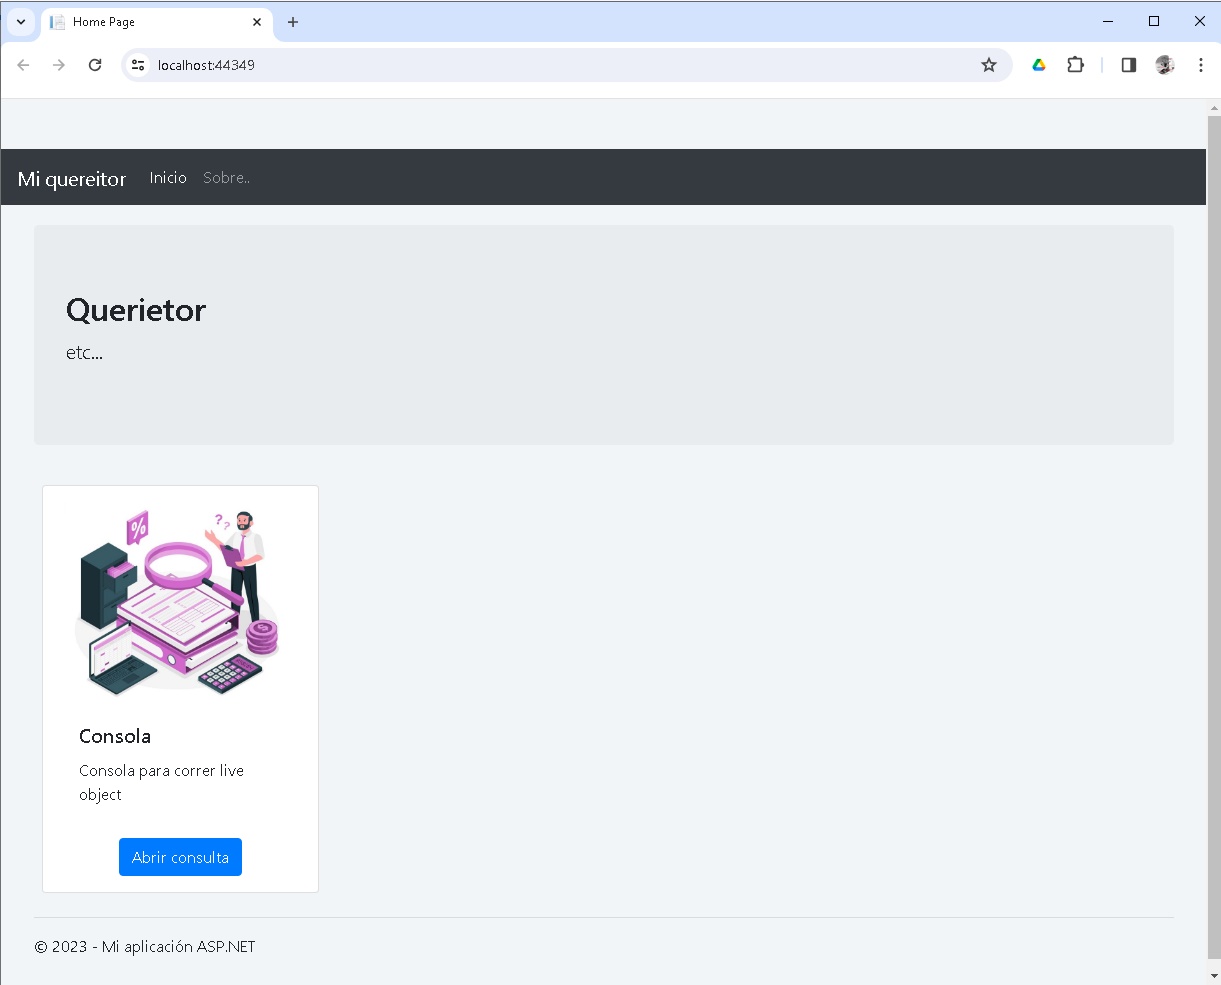 Home Page
localhost:44349
Mi quereitor Inicio Sobre..
Querietor
etc...
%
? ?
Consola
Consola para correr live
object
Abrir consulta
© 2023 - Mi aplicación ASP.NET